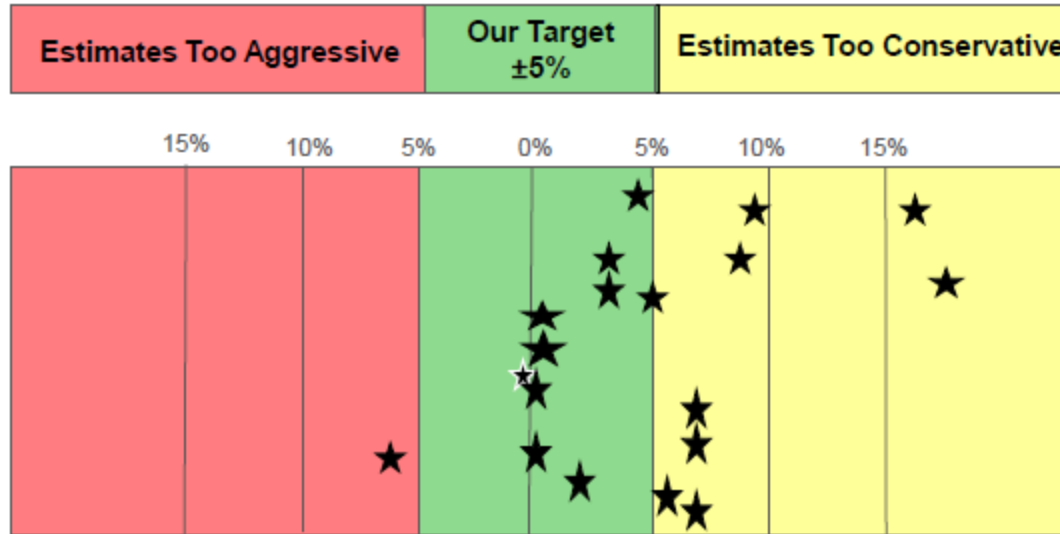 Estimates Too Aggressive
Our Target
±5%
Estimates Too Conservative
15% 10% 5% 0% 5% 10% 15%